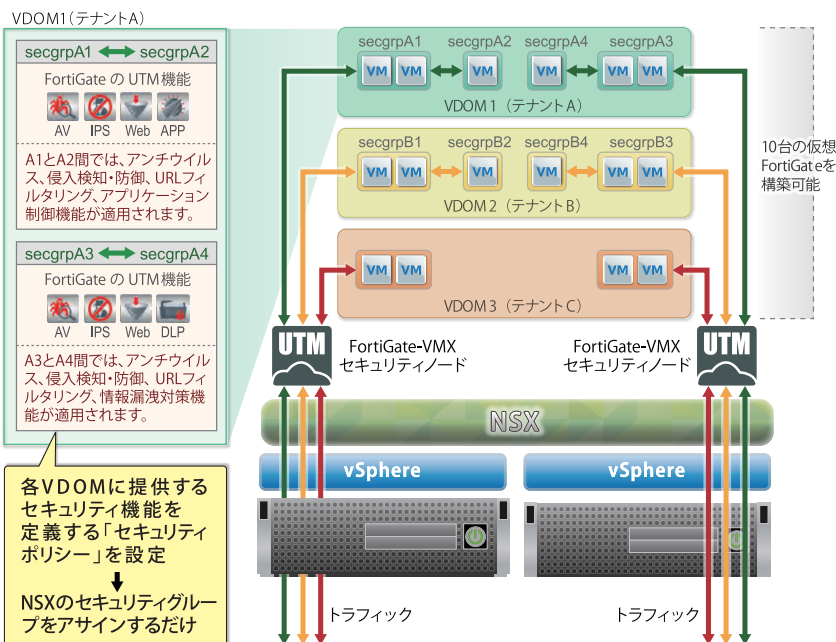 VDOM1(テナントA)
secgrpA1 secgrpA2
FortiGate の UTM機能
AV IPS Web APP
A1とA2間では、アンチウイル
ス、侵入検知・防御、URLフィ
ルタリング、アプリケーション
制御機能が適用されます。
secgrpA3 secgrpA4
FortiGate の UTM機能
AV IPS Web DLP
A3とA4間では、アンチウイル
ス、侵入検知・防御、URLフィ
ルタリング、情報漏洩対策機
能が適用されます。
各VDOMに提供する
セキュリティ機能を
定義する「セキュリティ
ポリシー」を設定
NSXのセキュリティグルー
プをアサインするだけ
secgrpA1 secgrpA2 secgrpA4 secgrpA3
VM VM VM VM VM VM
VDOM 1 (テナントA)
secgrpB1 secgrpB2 secgrpB4 secgrpB3
VM VM VM VM VM VM
VDOM 2 (テナントB)
VM VM VM VM
VDOM 3 (テナントC)
10台の仮想
FortiGateを
構築可能
UTM
FortiGate-VMX
セキュリティノード
FortiGate-VMX
セキュリティノード
UTM
NSX
vSphere vSphere
トラフィック トラフィック